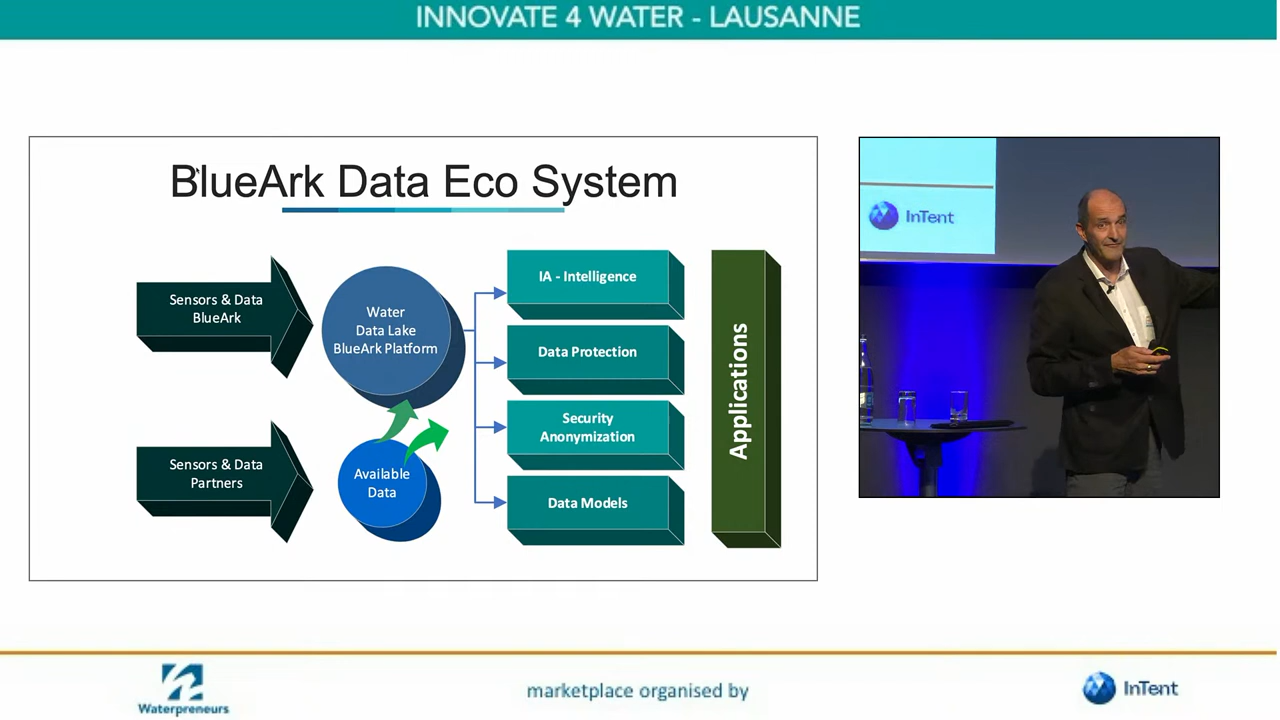 INNOVATE 4 WATER - LAUSANNE
BlueArk Data Eco System
Sensors & Data
BlueArk
Water
Data Lake
BlueArk Platform
Sensors & Data
Partners
Available
Data
IA - Intelligence
Data Protection
Security
Anonymization
Data Models
Applications
InTent
Waterpreneurs
marketplace organised by
InTent